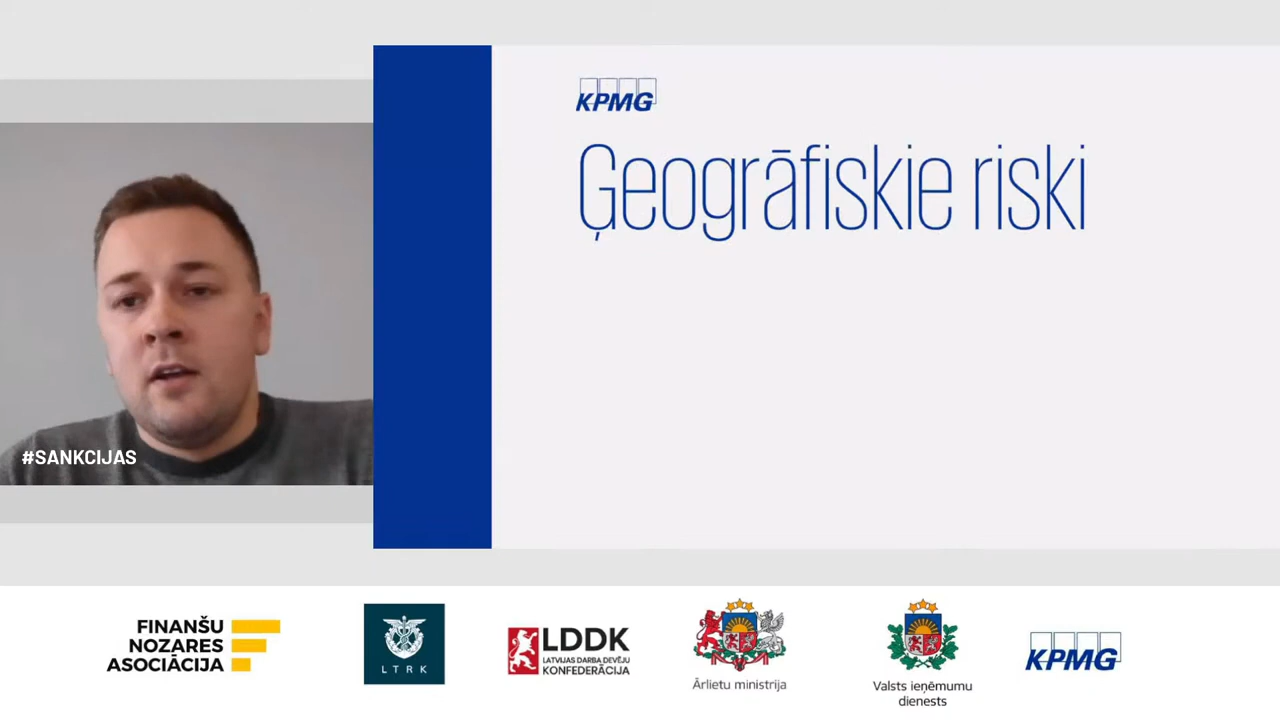 KPMG
Ģeogrāfiskie riski
#SANKCIJAS
FINANŠU
NOZARES
ASOCIĀCIJA
LTRK
LDDK
LATVIJAS DARBA DEVĒJU
KONFEDERĀCIJA
Ārlietu ministrija
Valsts ieņēmumu
dienests
KPMG